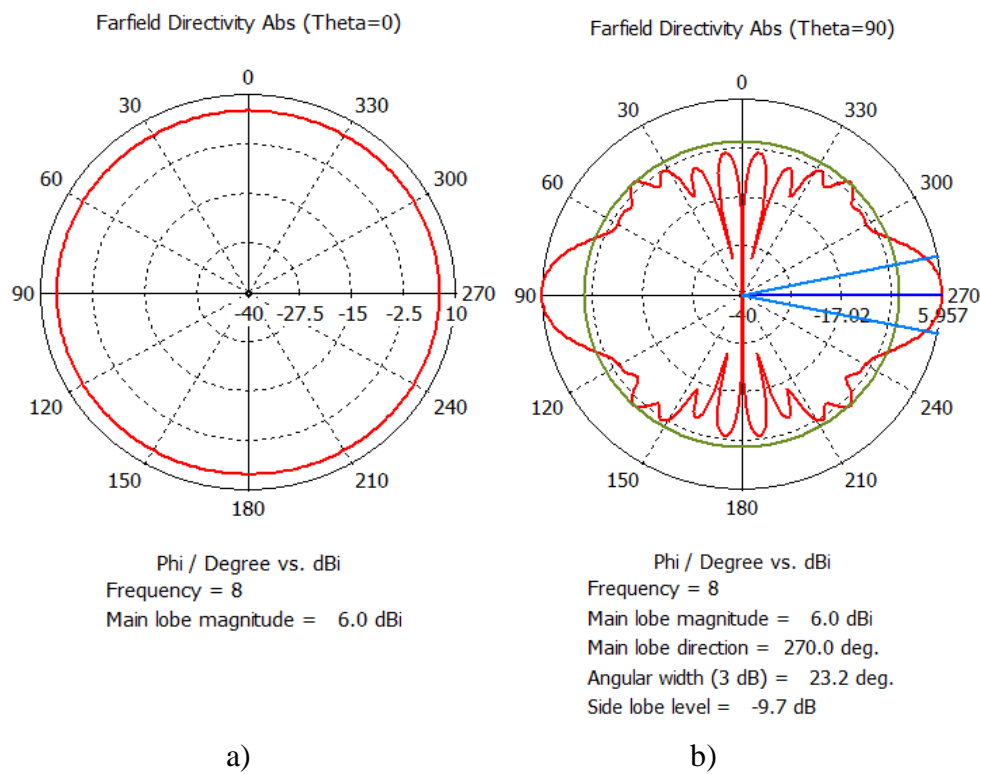 Farfield Directivity Abs (Theta=0)
0
30
330
60
300
90
-40
-27.5
-15
-2.5
10
270
120
240
150
210
180
Phi / Degree vs. dBi
Frequency = 8
Main lobe magnitude = 6.0 dBi
a)
Farfield Directivity Abs (Theta=90)
0
30
330
60
300
90
-40
-17.02
5.957
270
120
240
150
210
180
Phi / Degree vs. dBi
Frequency = 8
Main lobe magnitude = 6.0 dBi
Main lobe direction = 270.0 deg.
Angular width (3 dB) = 23.2 deg.
Side lobe level = -9.7 dB
b)